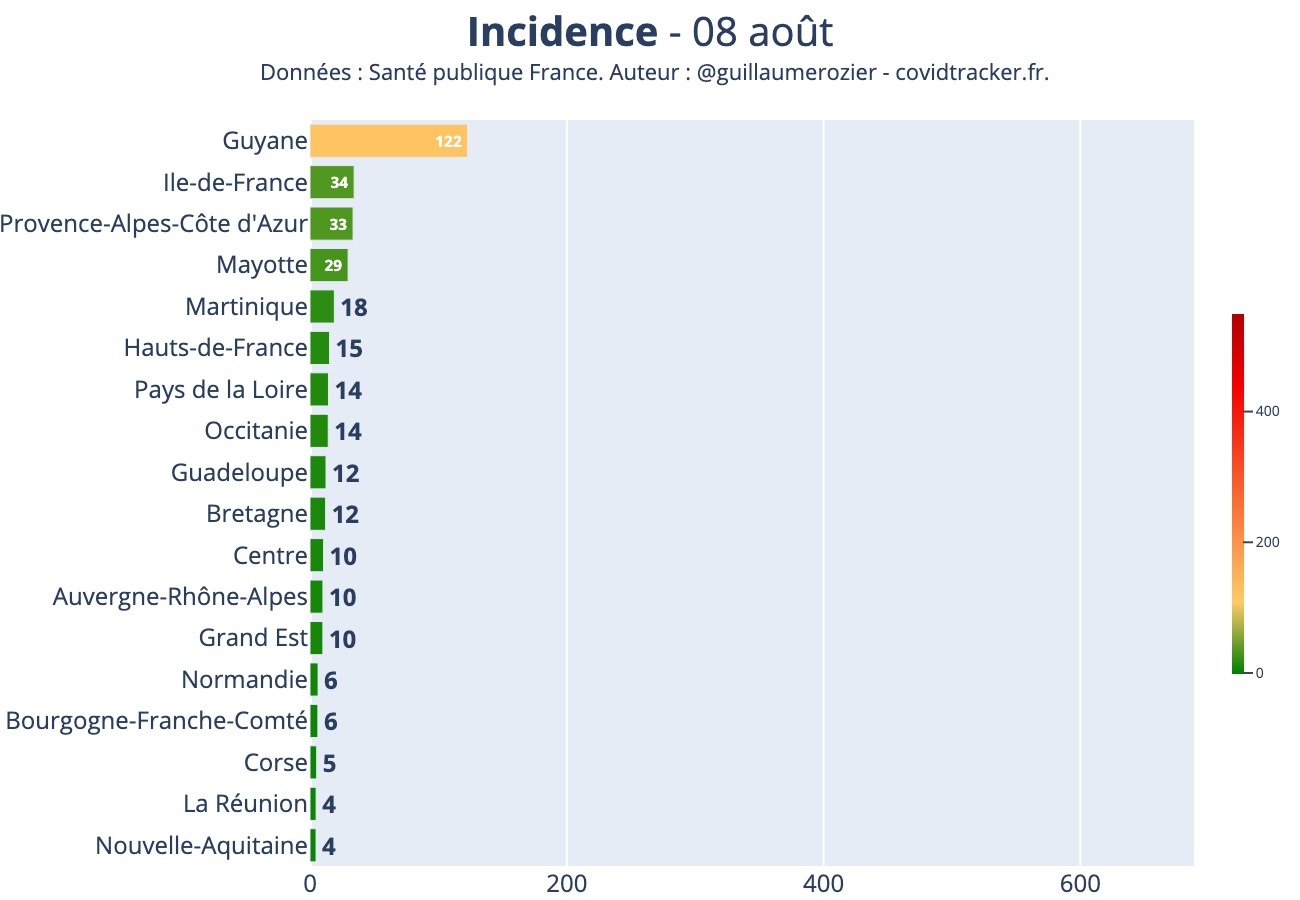 Incidence - 08 août
Données : Santé publique France. Auteur : @guillaumerozier - covidtracker.fr.
Guyane 122
Ile-de-France 34
Provence-Alpes-Côte d'Azur 33
Mayotte 29
Martinique 18
Hauts-de-France 15
Pays de la Loire 14
Occitanie 14
Guadeloupe 12
Bretagne 12
Centre 10
Auvergne-Rhône-Alpes 10
Grand Est 10
Normandie 6
Bourgogne-Franche-Comté 6
Corse 5
La Réunion 4
Nouvelle-Aquitaine 4
0 200 400 600
400
200
0